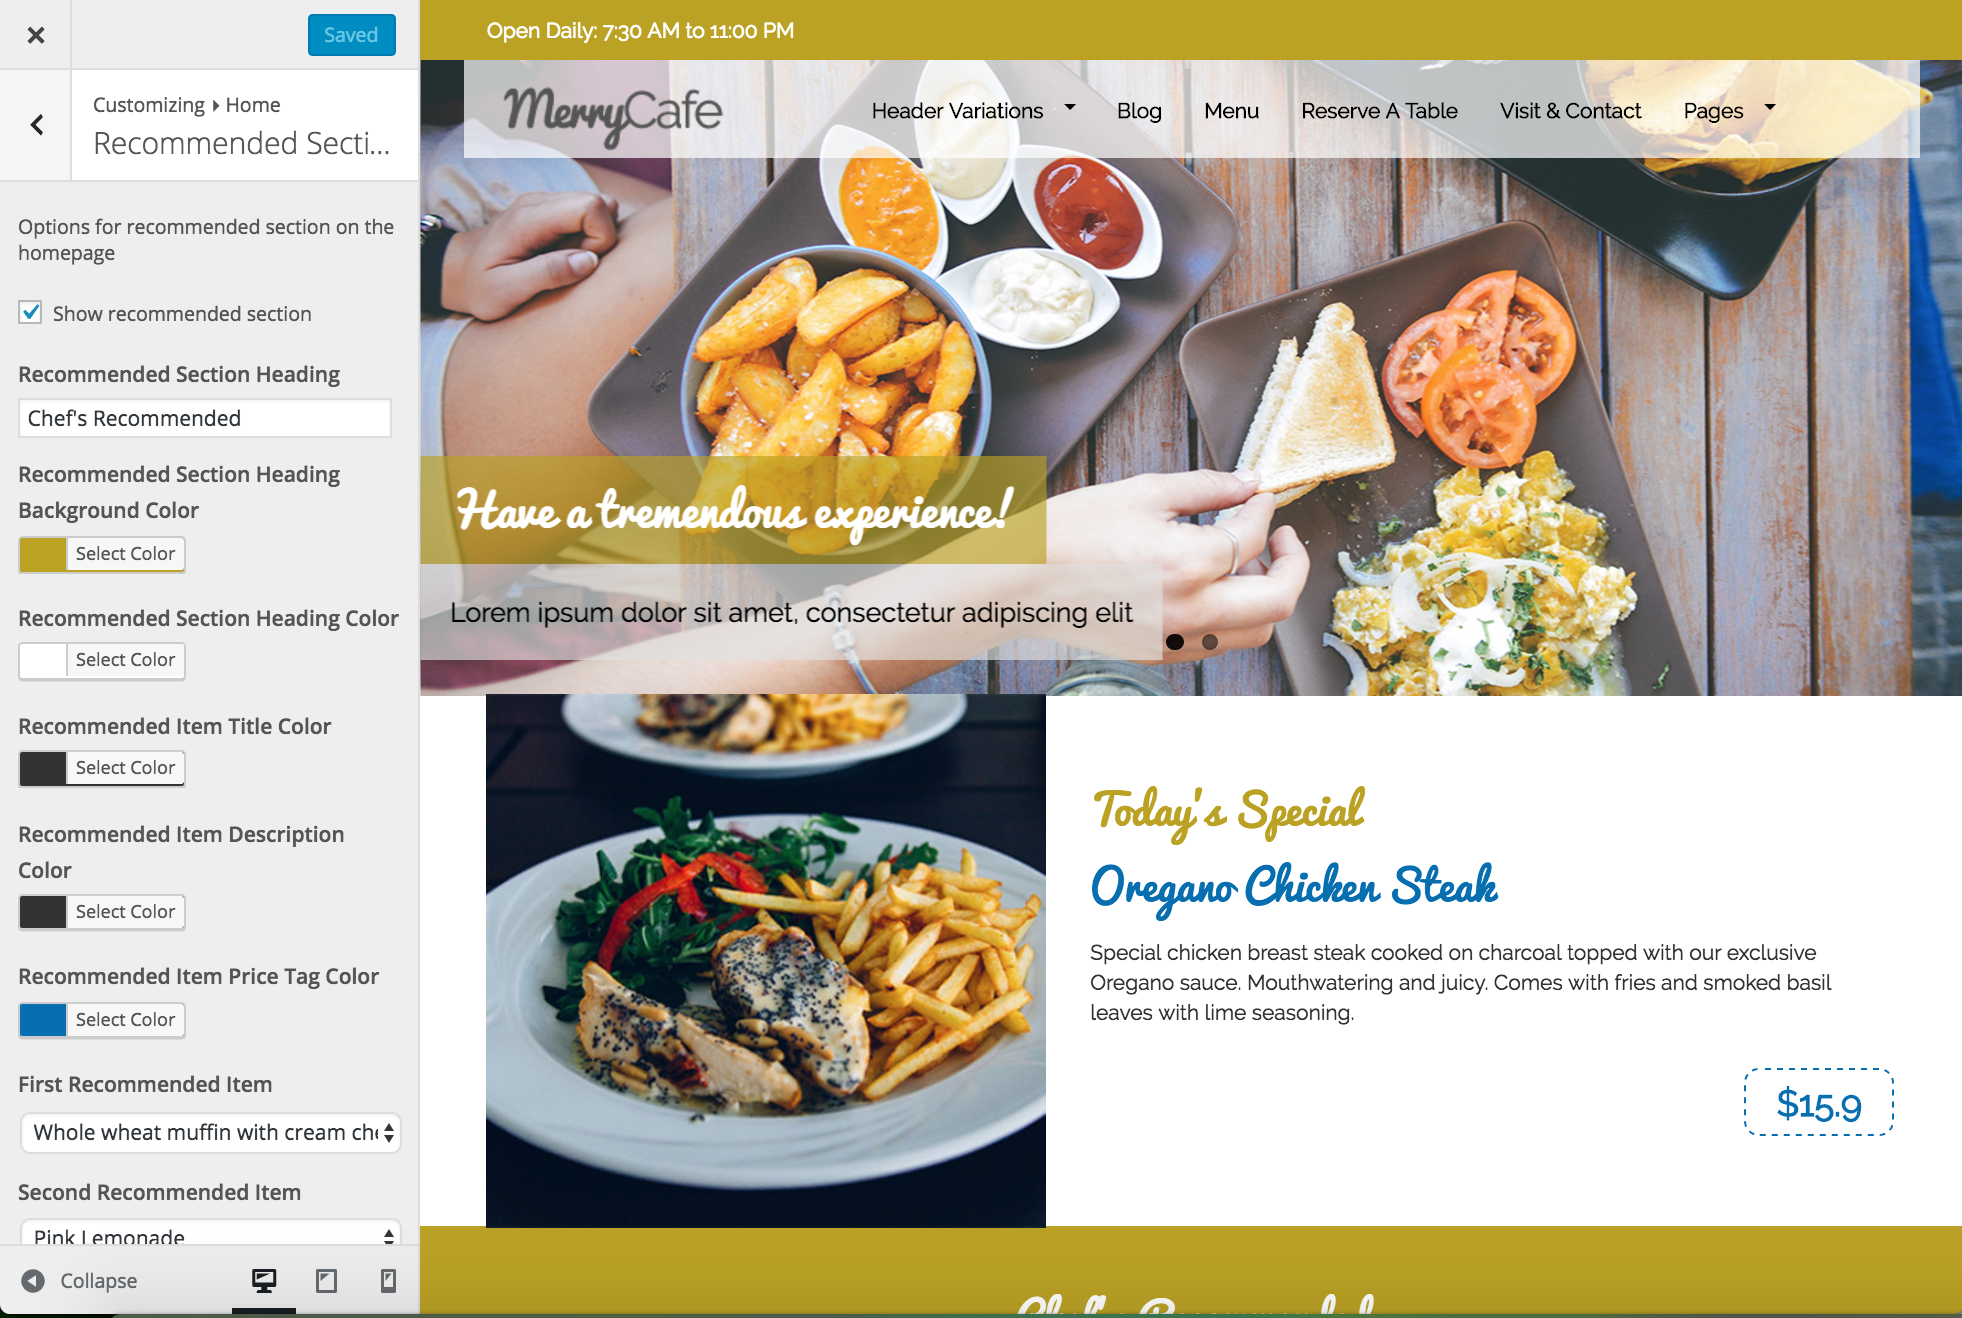 Saved
Customizing ▸ Home
Recommended Secti...
Options for recommended section on the
homepage
Show recommended section
Recommended Section Heading
Chef's Recommended
Recommended Section Heading
Background Color
Select Color
Recommended Section Heading Color
Select Color
Recommended Item Title Color
Select Color
Recommended Item Description
Color
Select Color
Recommended Item Price Tag Color
Select Color
First Recommended Item
Whole wheat muffin with cream che
Second Recommended Item
Pink Lemonade
Collapse
Open Daily: 7:30 AM to 11:00 PM
MerryCafe
Header Variations
Blog
Menu
Reserve A Table
Visit & Contact
Pages
Have a tremendous experience!
Lorem ipsum dolor sit amet, consectetur adipiscing elit
Today's Special
Oregano Chicken Steak
Special chicken breast steak cooked on charcoal topped with our exclusive
Oregano sauce. Mouthwatering and juicy. Comes with fries and smoked basil
leaves with lime seasoning.
$15.9
Chef's Recommended